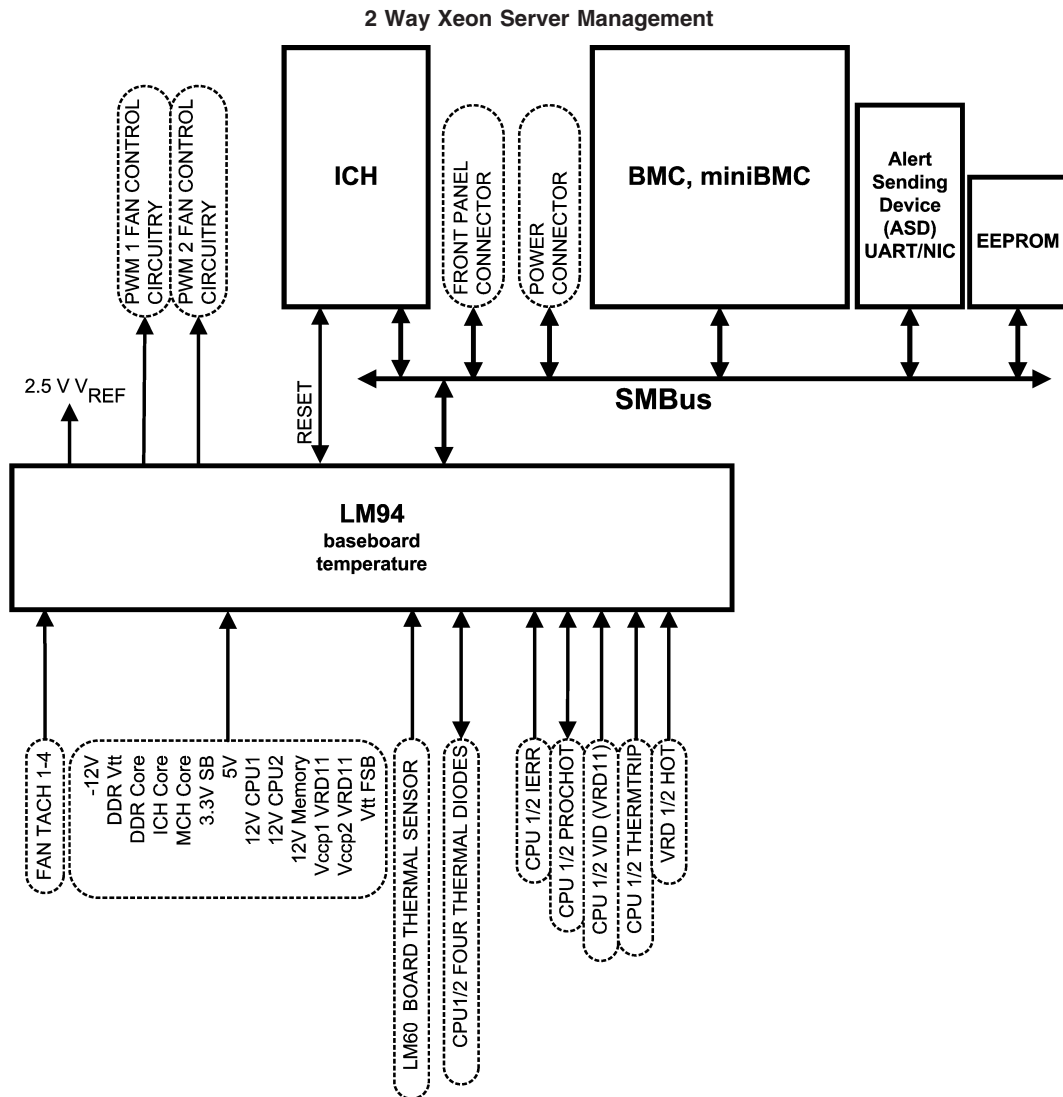 2 Way Xeon Server Management
PWM 1 FAN CONTROL
CIRCUITRY
PWM 2 FAN CONTROL
CIRCUITRY
ICH
FRONT PANEL
CONNECTOR
POWER
CONNECTOR
BMC, miniBMC
Alert
Sending
Device
(ASD)
UART/NIC
EEPROM
2.5 V VREF
RESET
SMBus
LM94
baseboard
temperature
FAN TACH 1-4
-12V
DDR Vtt
DDR Core
ICH Core
MCH Core
3.3V SB
5V
12V CPU1
12V CPU2
12V Memory
Vccp1 VRD11
Vccp2 VRD11
Vtt FSB
LM60 BOARD THERMAL SENSOR
CPU1/2 FOUR THERMAL DIODES
CPU 1/2 IERR
CPU 1/2 PROCHOT
CPU 1/2 VID (VRD11)
CPU 1/2 THERMTRIP
VRD 1/2 HOT